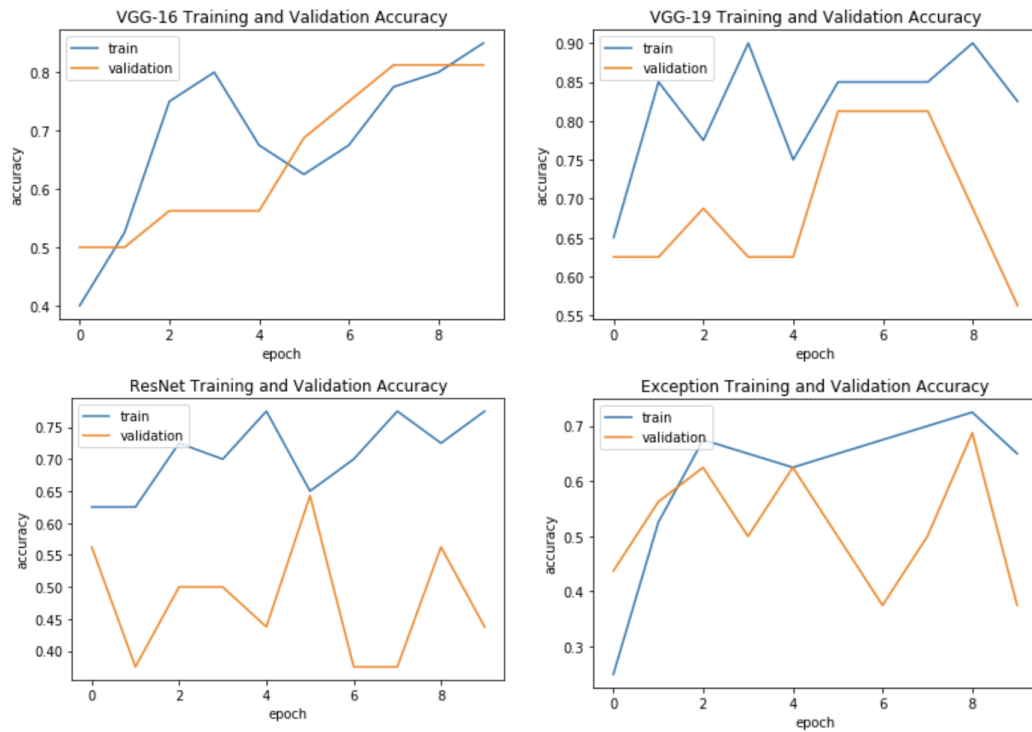 VGG-16 Training and Validation Accuracy
train
validation
0.8
0.7
0.6
0.5
0.4
accuracy
0 2 4 6 8
epoch
VGG-19 Training and Validation Accuracy
train
validation
0.90
0.85
0.80
0.75
0.70
0.65
0.60
0.55
accuracy
0 2 4 6 8
epoch
ResNet Training and Validation Accuracy
train
validation
0.75
0.70
0.65
0.60
0.55
0.50
0.45
0.40
accuracy
0 2 4 6 8
epoch
Exception Training and Validation Accuracy
train
validation
0.7
0.6
0.5
0.4
0.3
accuracy
0 2 4 6 8
epoch